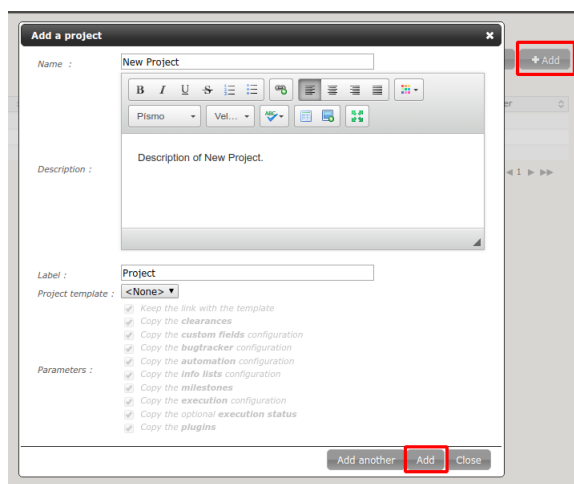 Add a project
Name :
New Project
+ Add
B I U S
Písmo
Vel...
ABC
er
Description :
Description of New Project.
1
Label :
Project
Project template :
<None>
Keep the link with the template
Copy the clearances
Copy the custom fields configuration
Copy the bugtracker configuration
Copy the automation configuration
Parameters :
Copy the info lists configuration
Copy the milestones
Copy the execution configuration
Copy the optional execution status
Copy the plugins
Add another
Add
Close